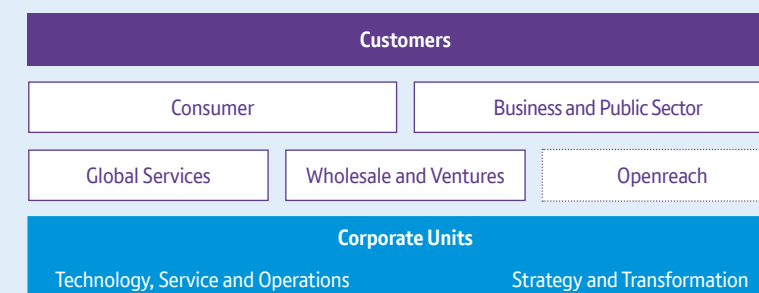 Customers
Consumer
Business and Public Sector
Global Services
Wholesale and Ventures
Openreach
Corporate Units
Technology, Service and Operations
Strategy and Transformation